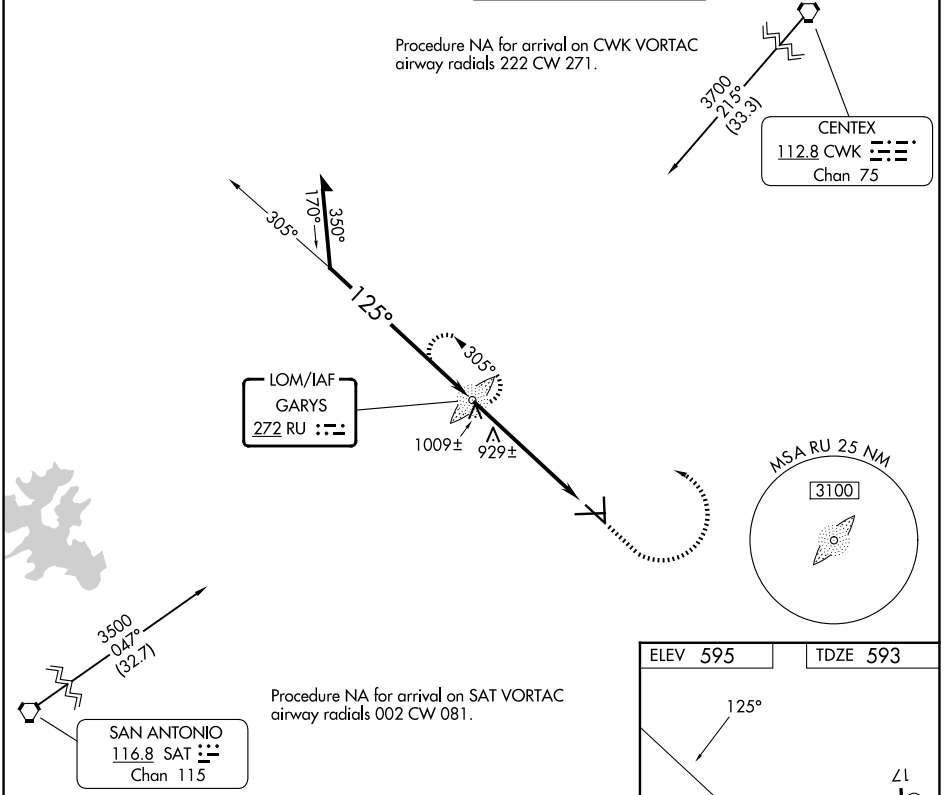 Procedure NA for arrival on CWK VORTAC
airway radials 222 CW 271.
3700
215°
(33.3)
CENTEX
112.8 CWK
Chan 75
305°
170°
350°
125°
305°
LOM/IAF
GARYS
272 RU
1009±
929±
MSA RU 25 NM
3100
3500
047°
(32.7)
SAN ANTONIO
116.8 SAT
Chan 115
Procedure NA for arrival on SAT VORTAC
airway radials 002 CW 081.
ELEV 595
TDZE 593
125°
17